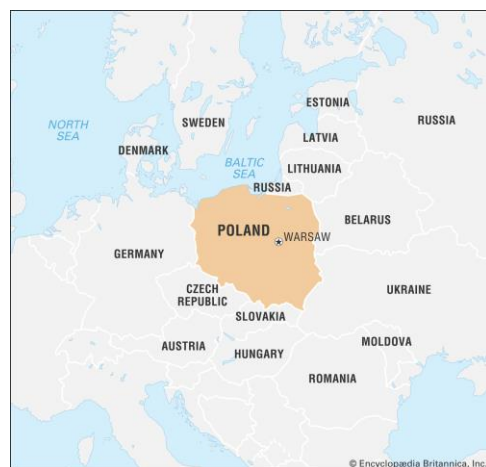 NORTH
SEA
DENMARK
SWEDEN
BALTIC
SEA
ESTONIA
LATVIA
LITHUANIA
RUSSIA
RUSSIA
BELARUS
POLAND
WARSAW
GERMANY
CZECH
REPUBLIC
SLOVAKIA
UKRAINE
AUSTRIA
HUNGARY
MOLDOVA
ROMANIA
© Encyclopædia Britannica, Inc.